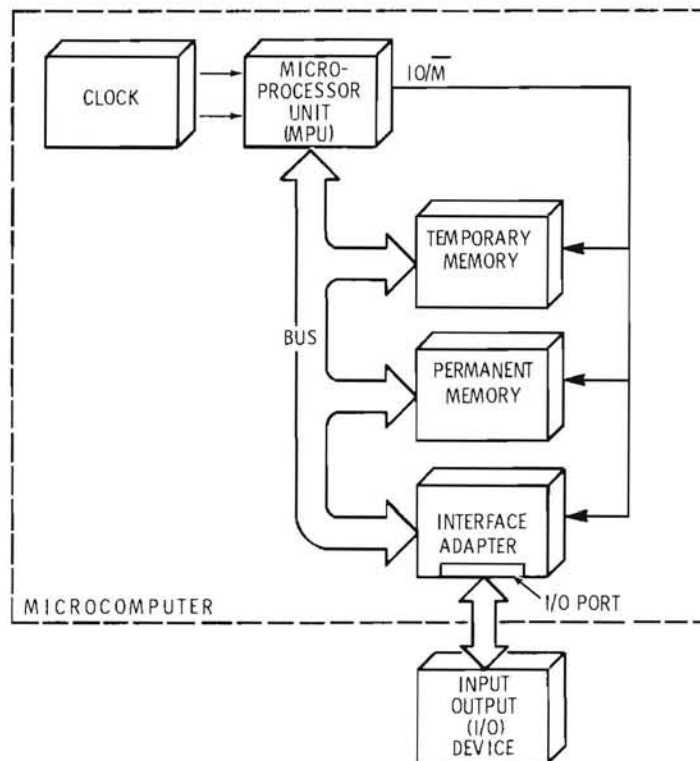 CLOCK
MICRO-
PROCESSOR
UNIT
(MPU)
IO/M̅
TEMPORARY
MEMORY
BUS
PERMANENT
MEMORY
INTERFACE
ADAPTER
I/O PORT
MICROCOMPUTER
INPUT
OUTPUT
(I/O)
DEVICE